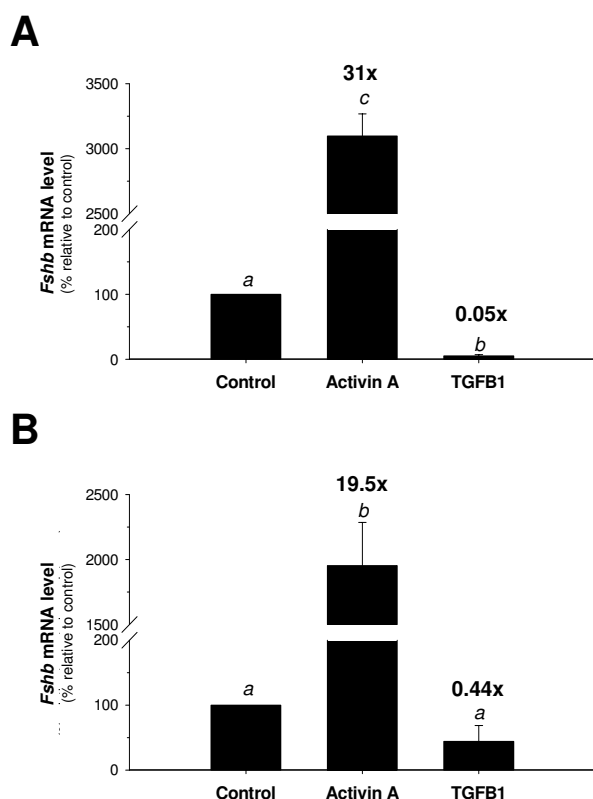 A
31x
c
3500
3000
2500
200
100
0
Fshb mRNA level
(% relative to control)
a
0.05x
b
Control Activin A TGFB1
B
19.5x
b
2500
2000
1500
200
100
0
Fshb mRNA level
(% relative to control)
a
0.44x
a
Control Activin A TGFB1